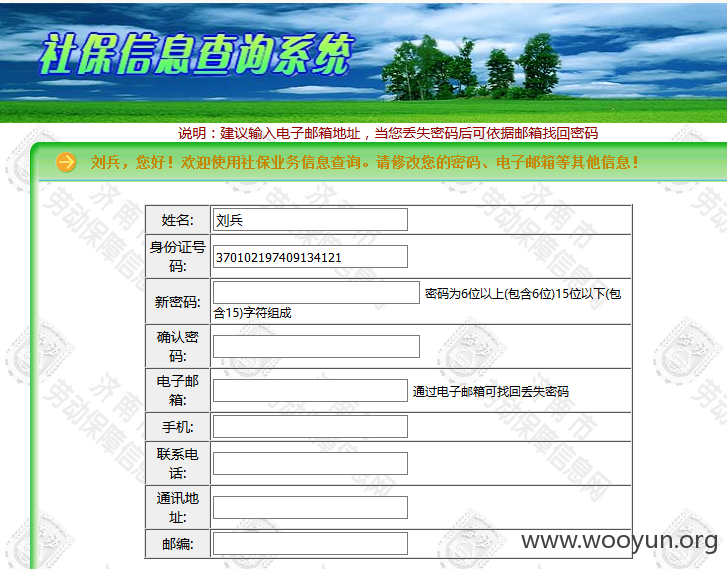 社保信息查询系统
说明：建议输入电子邮箱地址，当您丢失密码后可依据邮箱找回密码
刘兵，您好！欢迎使用社保业务信息查询。请修改您的密码、电子邮箱等其他信息！
姓名: 刘兵
身份证号
码: 370102197409134121
新密码: 密码为6位以上(包含6位)15位以下(包
含15)字符组成
确认密
码:
电子邮
箱: 通过电子邮箱可找回丢失密码
手机:
联系电
话:
通讯地
址:
邮编:
www.wooyun.org
济南市
劳动保障信息网